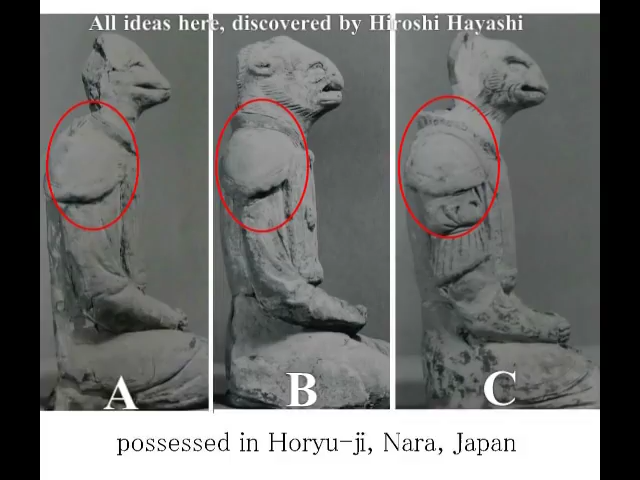 All ideas here, discovered by Hiroshi Hayashi
A B C
possessed in Horyu-ji, Nara, Japan